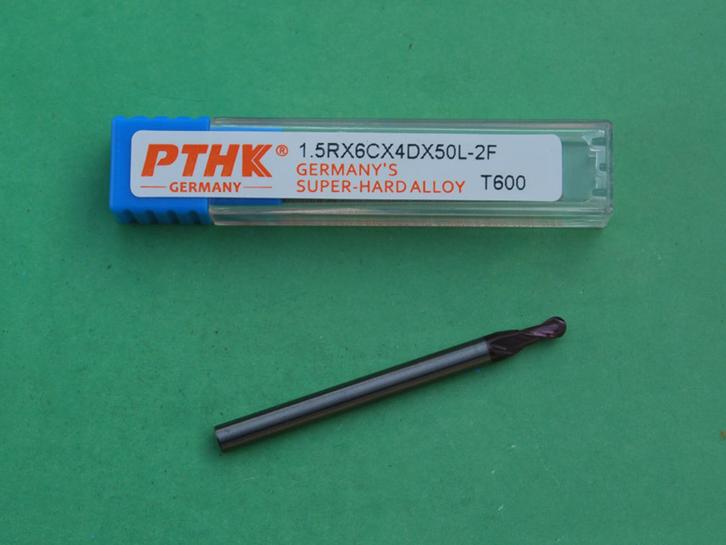 PTHK®
GERMANY
1.5RX6CX4DX50L-2F
GERMANY'S
SUPER-HARD ALLOY
T600